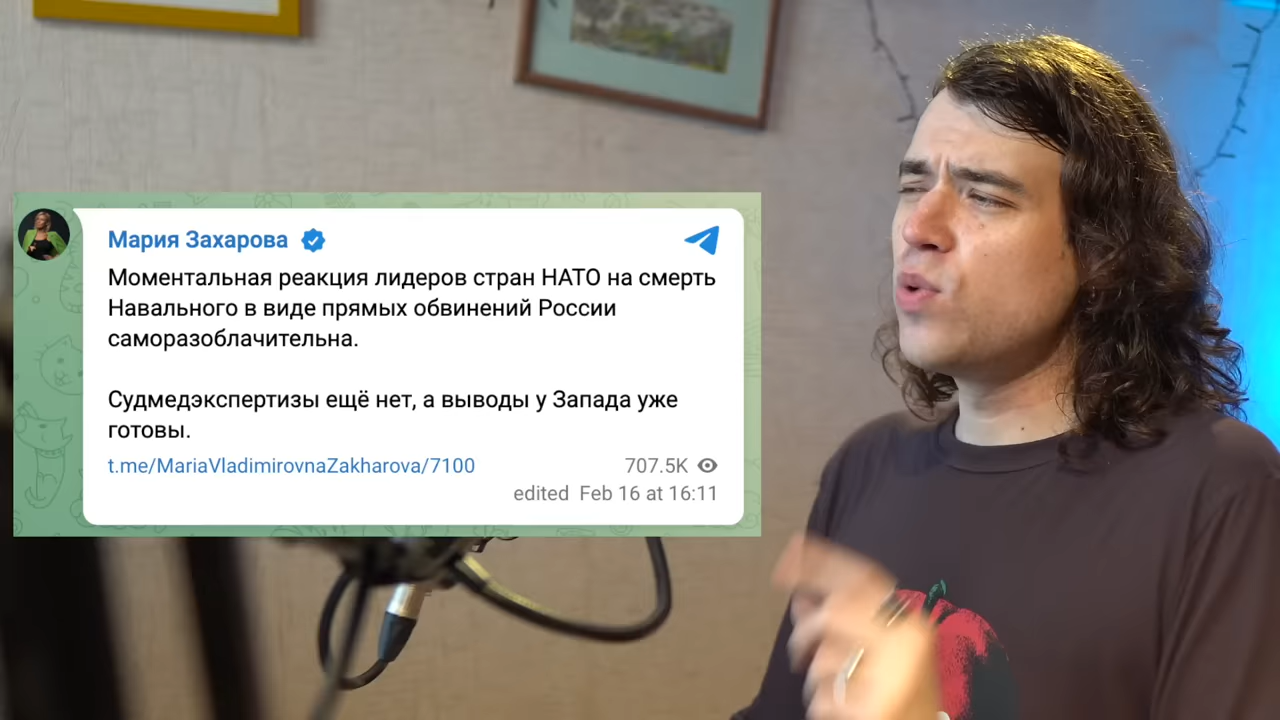 Мария Захарова
Моментальная реакция лидеров стран НАТО на смерть
Навального в виде прямых обвинений России
саморазоблачительна.
Судмедэкспертизы ещё нет, а выводы у Запада уже
готовы.
t.me/MariaVladimirovnaZakharova/7100 707.5K
edited Feb 16 at 16:11